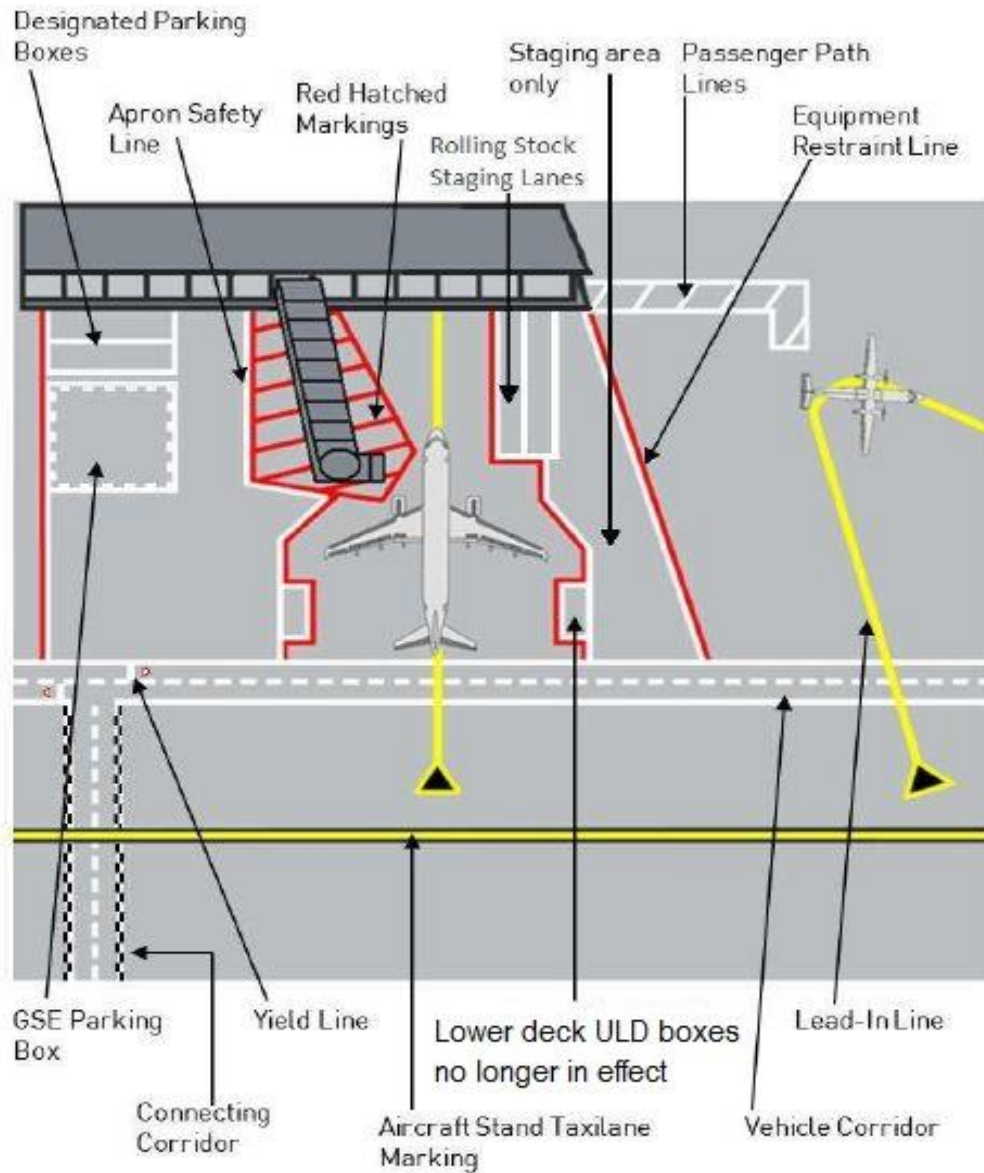 Designated Parking
Boxes
Apron Safety
Line
Red Hatched
Markings
Rolling Stock
Staging Lanes
Staging area
only
Passenger Path
Lines
Equipment
Restraint Line
GSE Parking
Box
Yield Line
Lower deck ULD boxes
no longer in effect
Lead-In Line
Connecting
Corridor
Aircraft Stand Taxilane
Marking
Vehicle Corridor